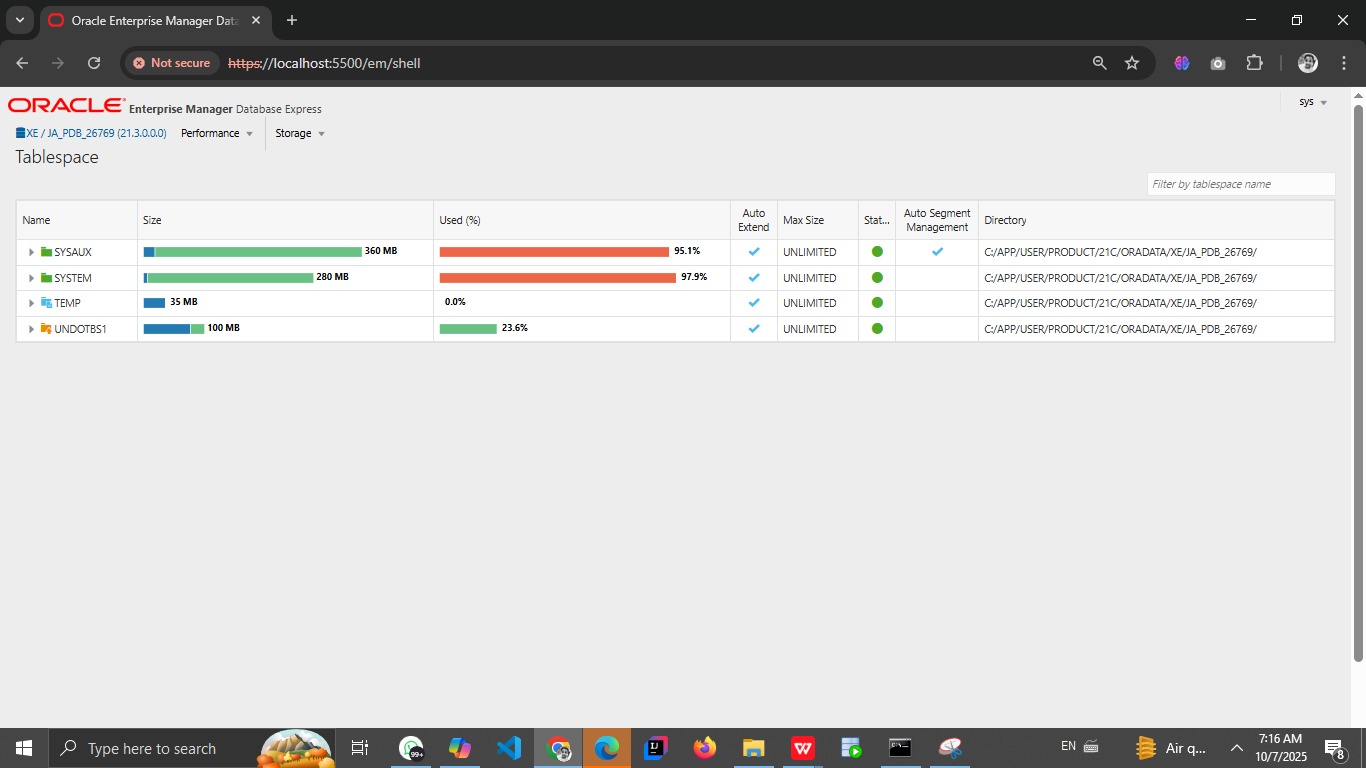 Oracle Enterprise Manager Data
Not secure
https://localhost:5500/em/shell
ORACLE Enterprise Manager Database Express
sys
XE / JA_PDB_26769 (21.3.0.0.0) Performance Storage
Tablespace
Filter by tablespace name
Name Size Used (%) Auto Extend Max Size Stat... Auto Segment Management Directory
SYSAUX 360 MB 95.1% UNLIMITED C:/APP/USER/PRODUCT/21C/ORADATA/XE/JA_PDB_26769/
SYSTEM 280 MB 97.9% UNLIMITED C:/APP/USER/PRODUCT/21C/ORADATA/XE/JA_PDB_26769/
TEMP 35 MB 0.0% UNLIMITED C:/APP/USER/PRODUCT/21C/ORADATA/XE/JA_PDB_26769/
UNDOTBS1 100 MB 23.6% UNLIMITED C:/APP/USER/PRODUCT/21C/ORADATA/XE/JA_PDB_26769/
Type here to search
99+
EN
Air q...
7:16 AM
10/7/2025
8